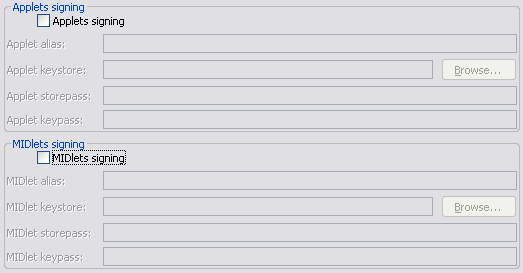 Applets signing
Applets signing
Applet alias:
Applet keystore: Browse...
Applet storepass:
Applet keypass:
MIDlets signing
MIDlets signing
MIDlet alias:
MIDlet keystore: Browse...
MIDlet storepass:
MIDlet keypass: